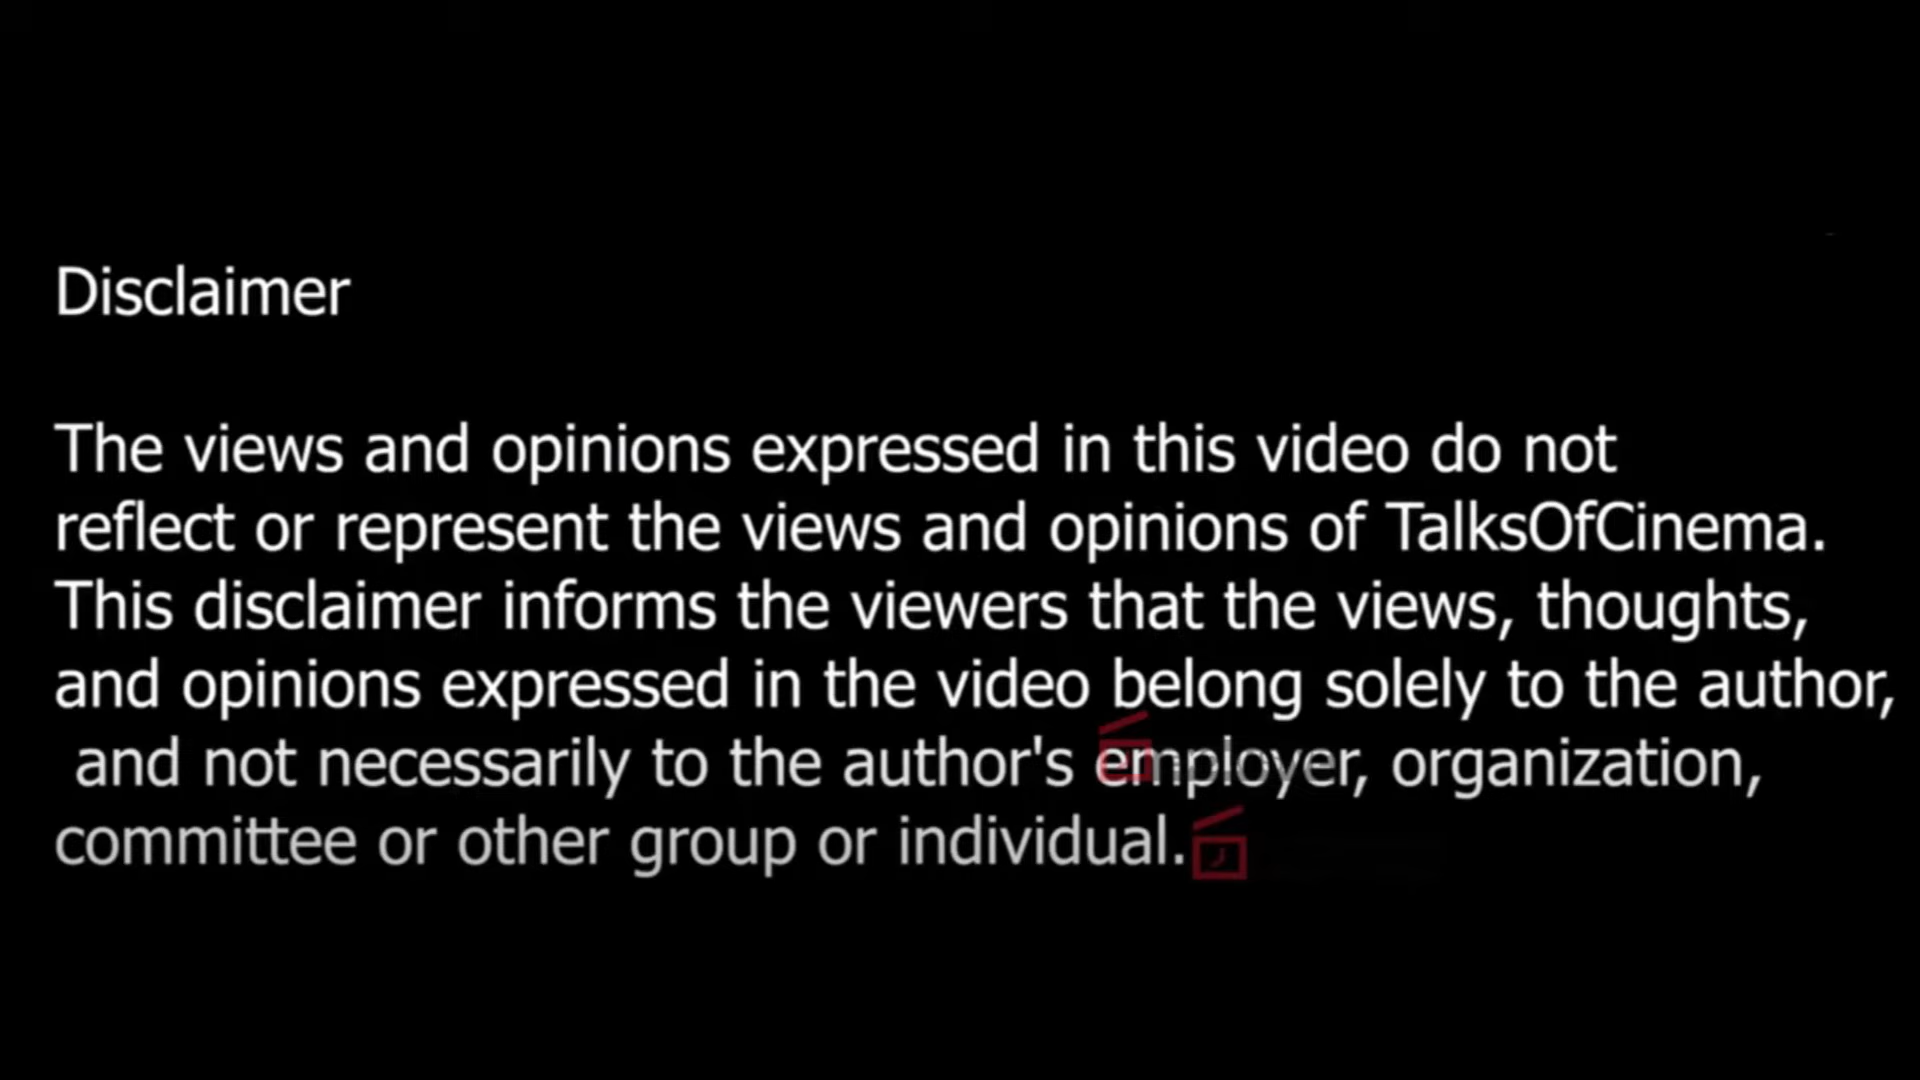 Disclaimer
The views and opinions expressed in this video do not
reflect or represent the views and opinions of TalksOfCinema.
This disclaimer informs the viewers that the views, thoughts,
and opinions expressed in the video belong solely to the author,
and not necessarily to the author's employer, organization,
committee or other group or individual.